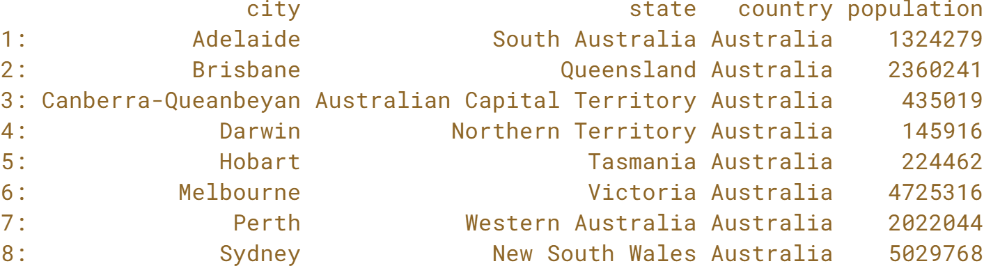 city state country population
1: Adelaide South Australia Australia 1324279
2: Brisbane Queensland Australia 2360241
3: Canberra-Queanbeyan Australian Capital Territory Australia 435019
4: Darwin Northern Territory Australia 145916
5: Hobart Tasmania Australia 224462
6: Melbourne Victoria Australia 4725316
7: Perth Western Australia Australia 2022044
8: Sydney New South Wales Australia 5029768